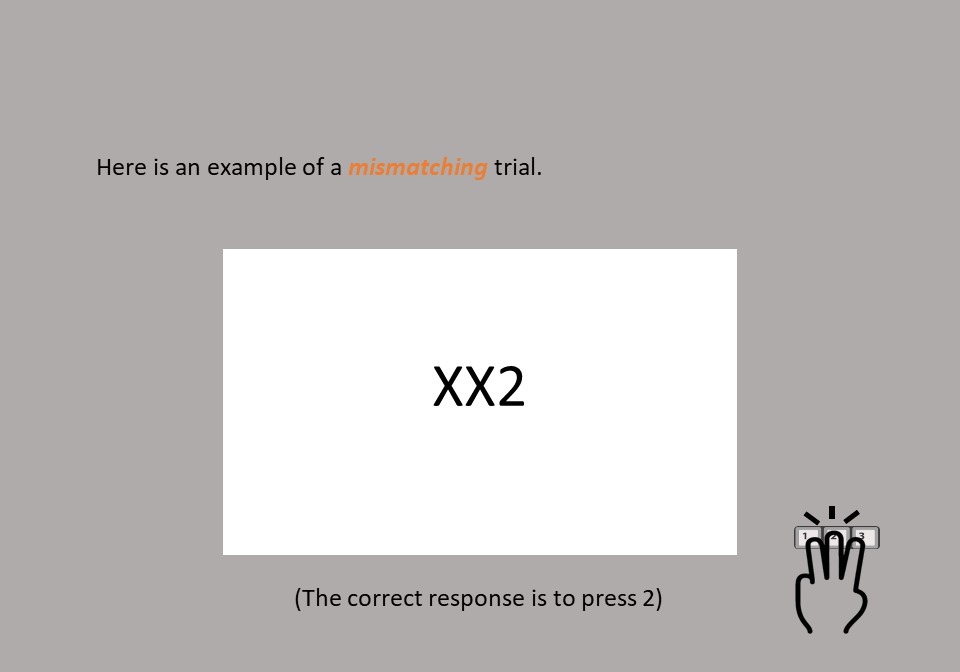 Here is an example of a mismatching trial.
XX2
1 2 3
(The correct response is to press 2)